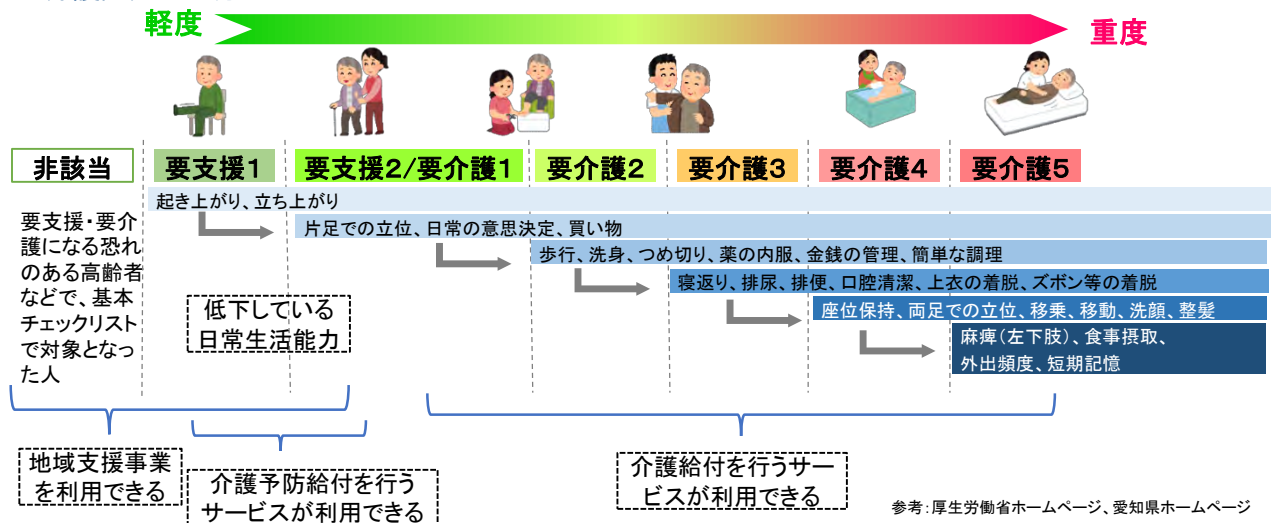 軽度
重度
非該当
要支援1
要支援2/要介護1
要介護2
要介護3
要介護4
要介護5
要支援・要介
護になる恐れ
のある高齢者
などで、基本
チェックリスト
で対象となっ
た人
起き上がり、立ち上がり
片足での立位、日常の意思決定、買い物
歩行、洗身、つめ切り、薬の内服、金銭の管理、簡単な調理
寝返り、排尿、排便、口腔清潔、上衣の着脱、ズボン等の着脱
座位保持、両足での立位、移乗、移動、洗顔、整髪
麻痺(左下肢)、食事摂取、
外出頻度、短期記憶
低下している
日常生活能力
地域支援事業
を利用できる
介護予防給付を行う
サービスが利用できる
介護給付を行うサー
ビスが利用できる
参考:厚生労働省ホームページ、愛知県ホームページ